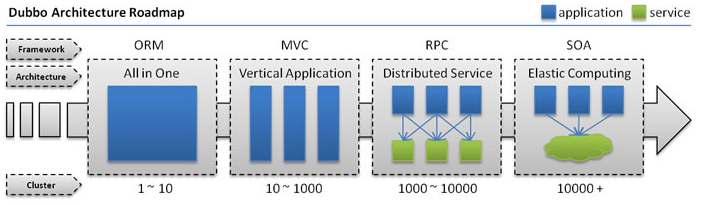 Dubbo Architecture Roadmap
application service
Framework ORM MVC RPC SOA
Architecture All in One Vertical Application Distributed Service Elastic Computing
Cluster 1 ~ 10 10 ~ 1000 1000 ~ 10000 10000 +